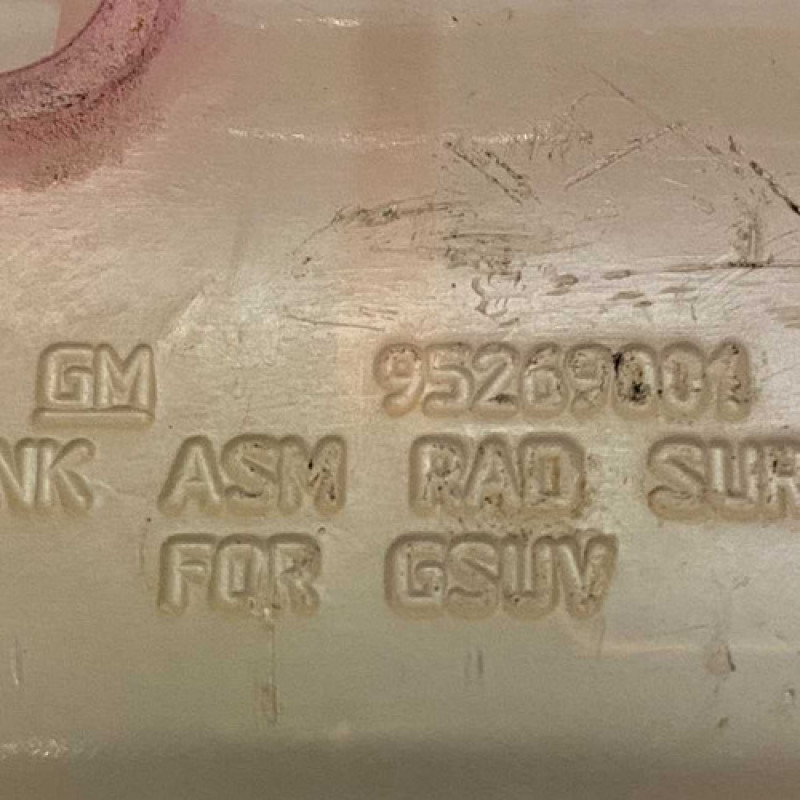 GM 95269001
NK ASM RAD SUR
FOR GSUV